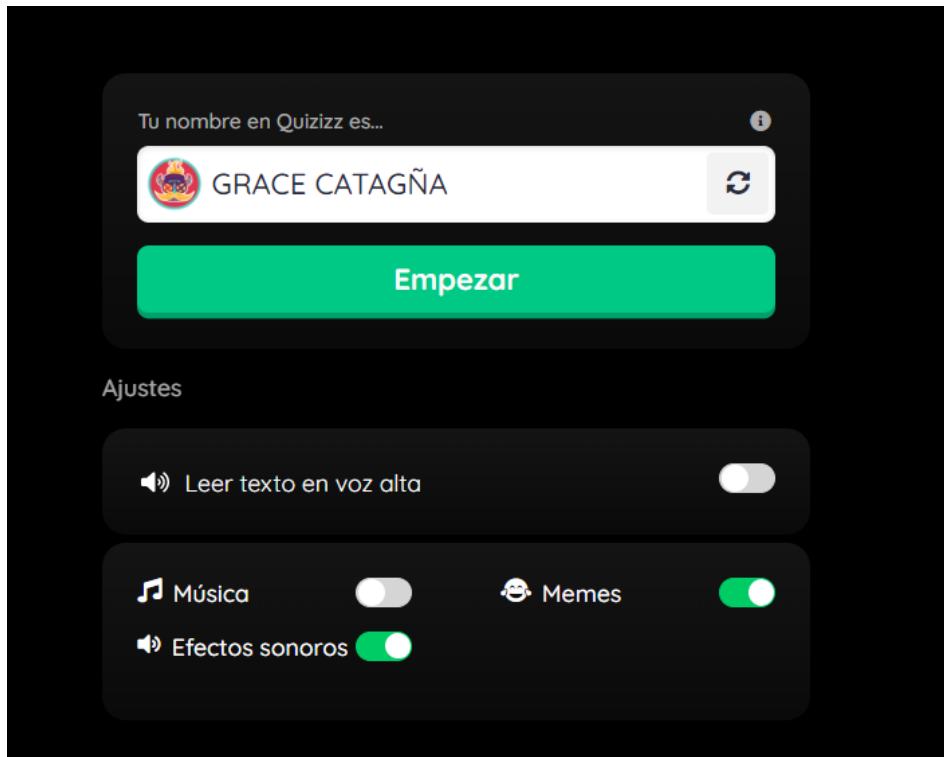 Tu nombre en Quizizz es...
GRACE CATAGÑA
Empezar
Ajustes
Leer texto en voz alta
Música
Memes
Efectos sonoros